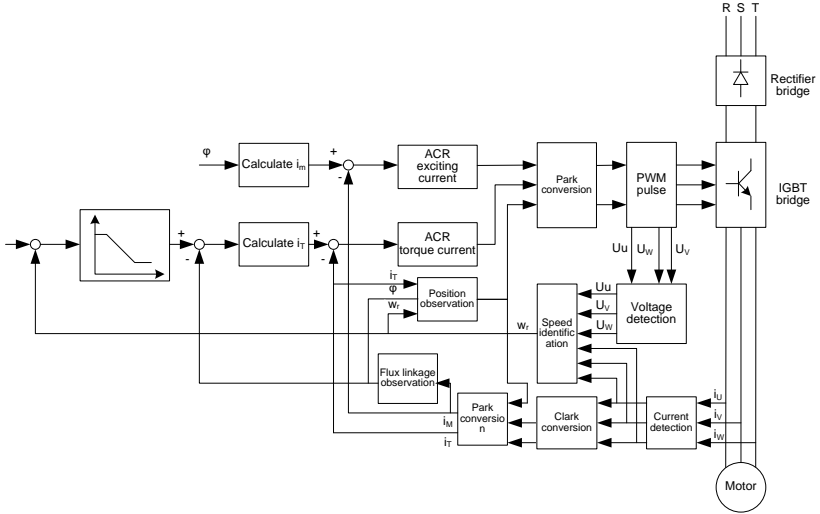 R S T
Rectifier
bridge
φ
Calculate im
+
-
ACR
exciting
current
Park
conversion
PWM
pulse
IGBT
bridge
+
-
Calculate iT
+
-
ACR
torque current
Uu
UW
UV
iT
φ
wr
Position
observation
Uu
UV
UW
Voltage
detection
wr
Speed
identific
ation
Flux linkage
observation
iM
iT
Park
conversio
n
Clark
conversion
Current
detection
iU
iV
iW
Motor